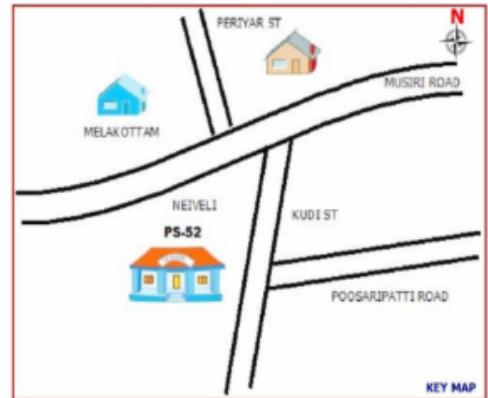 PERIYAR ST
N
MUSIRI ROAD
MELAKOTTAM
NEIVELI
KUDI ST
PS-52
POOSARIPATTI ROAD
KEY MAP